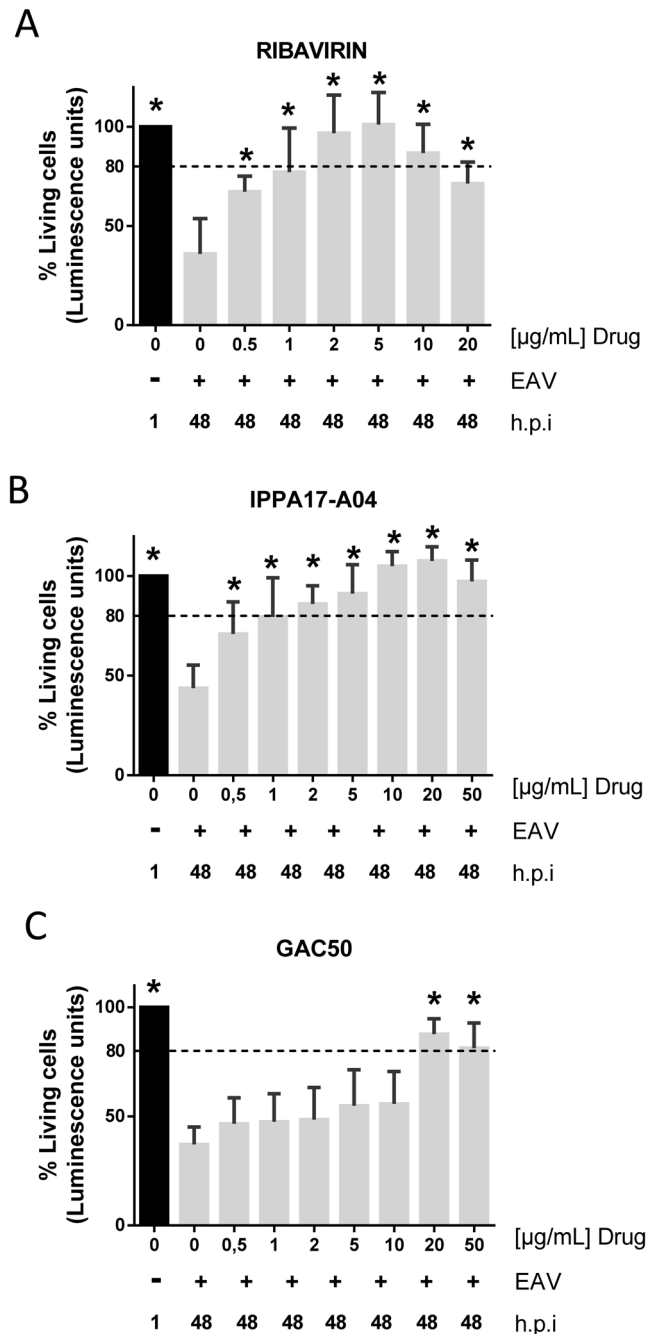 A
RIBAVIRIN
% Living cells
(Luminescence units)
*
*
*
*
*
*
*
100
80
50
0
0 0 0.5 1 2 5 10 20 [µg/mL] Drug
- + + + + + + + EAV
1 48 48 48 48 48 48 48 h.p.i
B
IPPA17-A04
% Living cells
(Luminescence units)
*
*
*
*
*
*
*
*
100
80
50
0
0 0 0,5 1 2 5 10 20 50 [µg/mL] Drug
- + + + + + + + EAV
1 48 48 48 48 48 48 48 h.p.i
C
GAC50
% Living cells
(Luminescence units)
*
*
*
100
80
50
0
0 0 0,5 1 2 5 10 20 50 [µg/mL] Drug
- + + + + + + + EAV
1 48 48 48 48 48 48 48 h.p.i